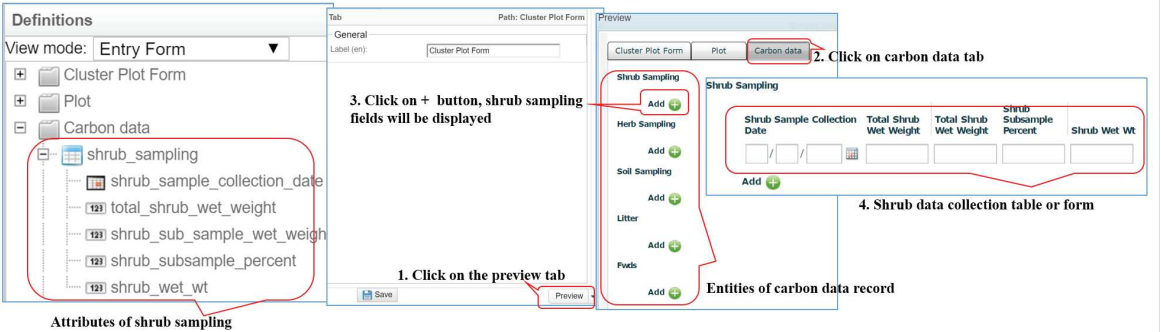 Definitions
View mode: Entry Form ▼
Cluster Plot Form
Plot
Carbon data
shrub_sampling
shrub_sample_collection_date
total_shrub_wet_weight
shrub_sub_sample_wet_weigh
shrub_subsample_percent
shrub_wet_wt
Attributes of shrub sampling
Tab Path: Cluster Plot Form
General
Label (en): Cluster Plot Form
3. Click on + button, shrub sampling
fields will be displayed
1. Click on the preview tab
Save Preview
Preview
Cluster Plot Form Plot Carbon data
2. Click on carbon data tab
Shrub Sampling
Add
Herb Sampling
Add
Soil Sampling
Add
Litter
Add
Fwds
Add
Entities of carbon data record
Shrub Sampling
Shrub Sample Collection
Date
Total Shrub
Wet Weight
Total Shrub
Wet Weight
Shrub
Subsample
Percent
Shrub Wet Wt
/ /
Add
4. Shrub data collection table or form